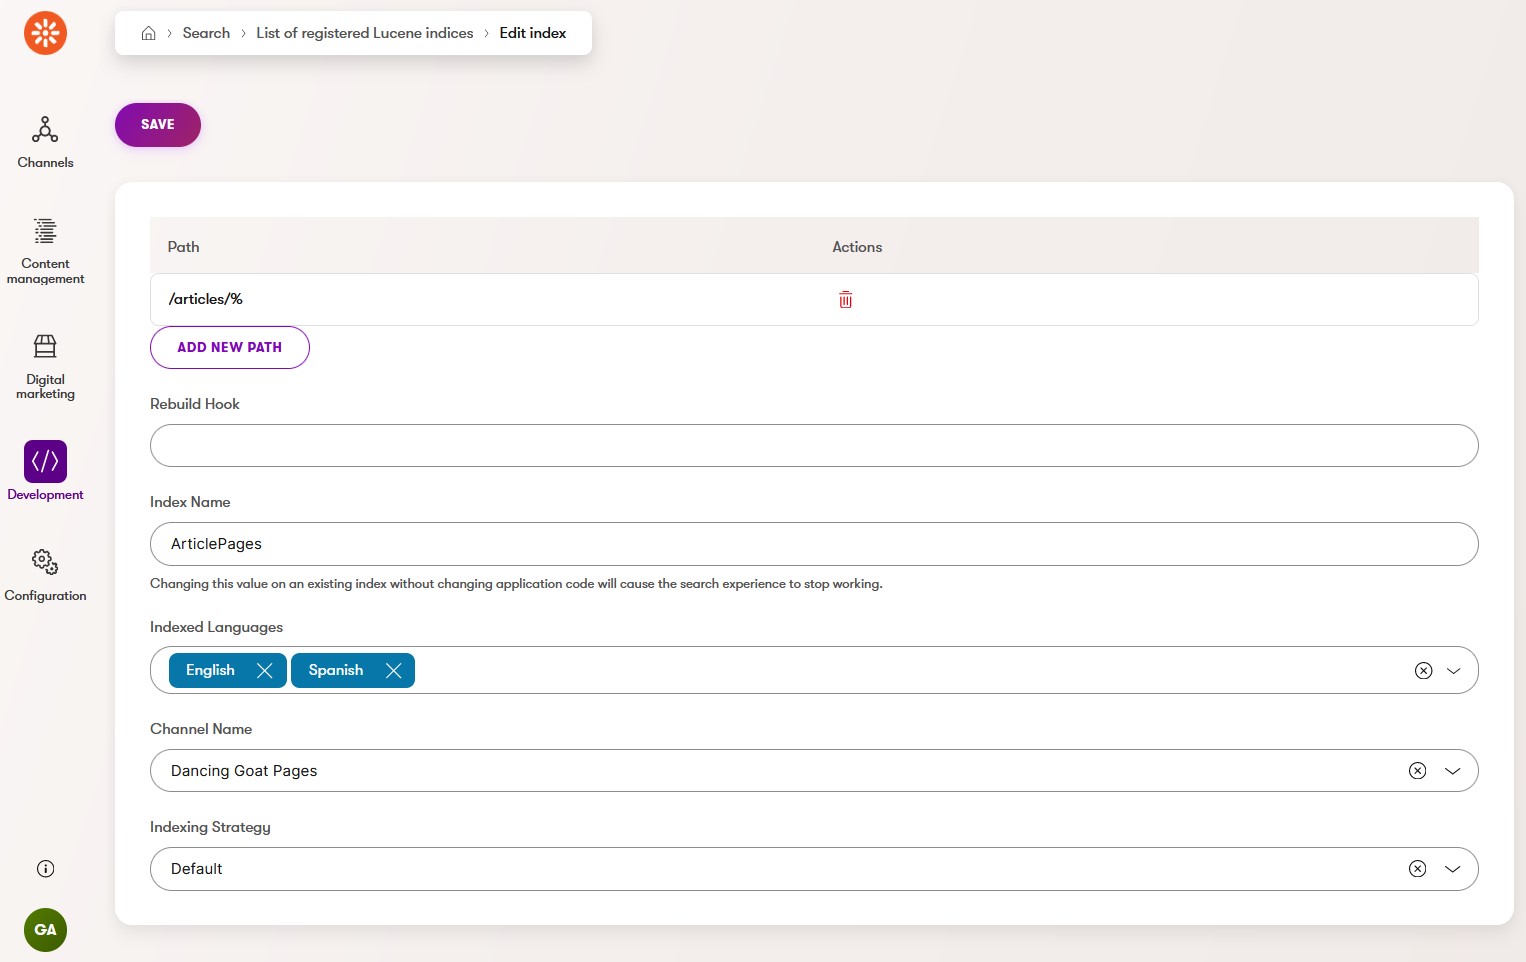 Search > List of registered Lucene indices > Edit index
SAVE
Channels
Content
management
Digital
marketing
Development
Configuration
GA
Path Actions
/articles/%
ADD NEW PATH
Rebuild Hook
Index Name
ArticlePages
Changing this value on an existing index without changing application code will cause the search experience to stop working.
Indexed Languages
English Spanish
Channel Name
Dancing Goat Pages
Indexing Strategy
Default